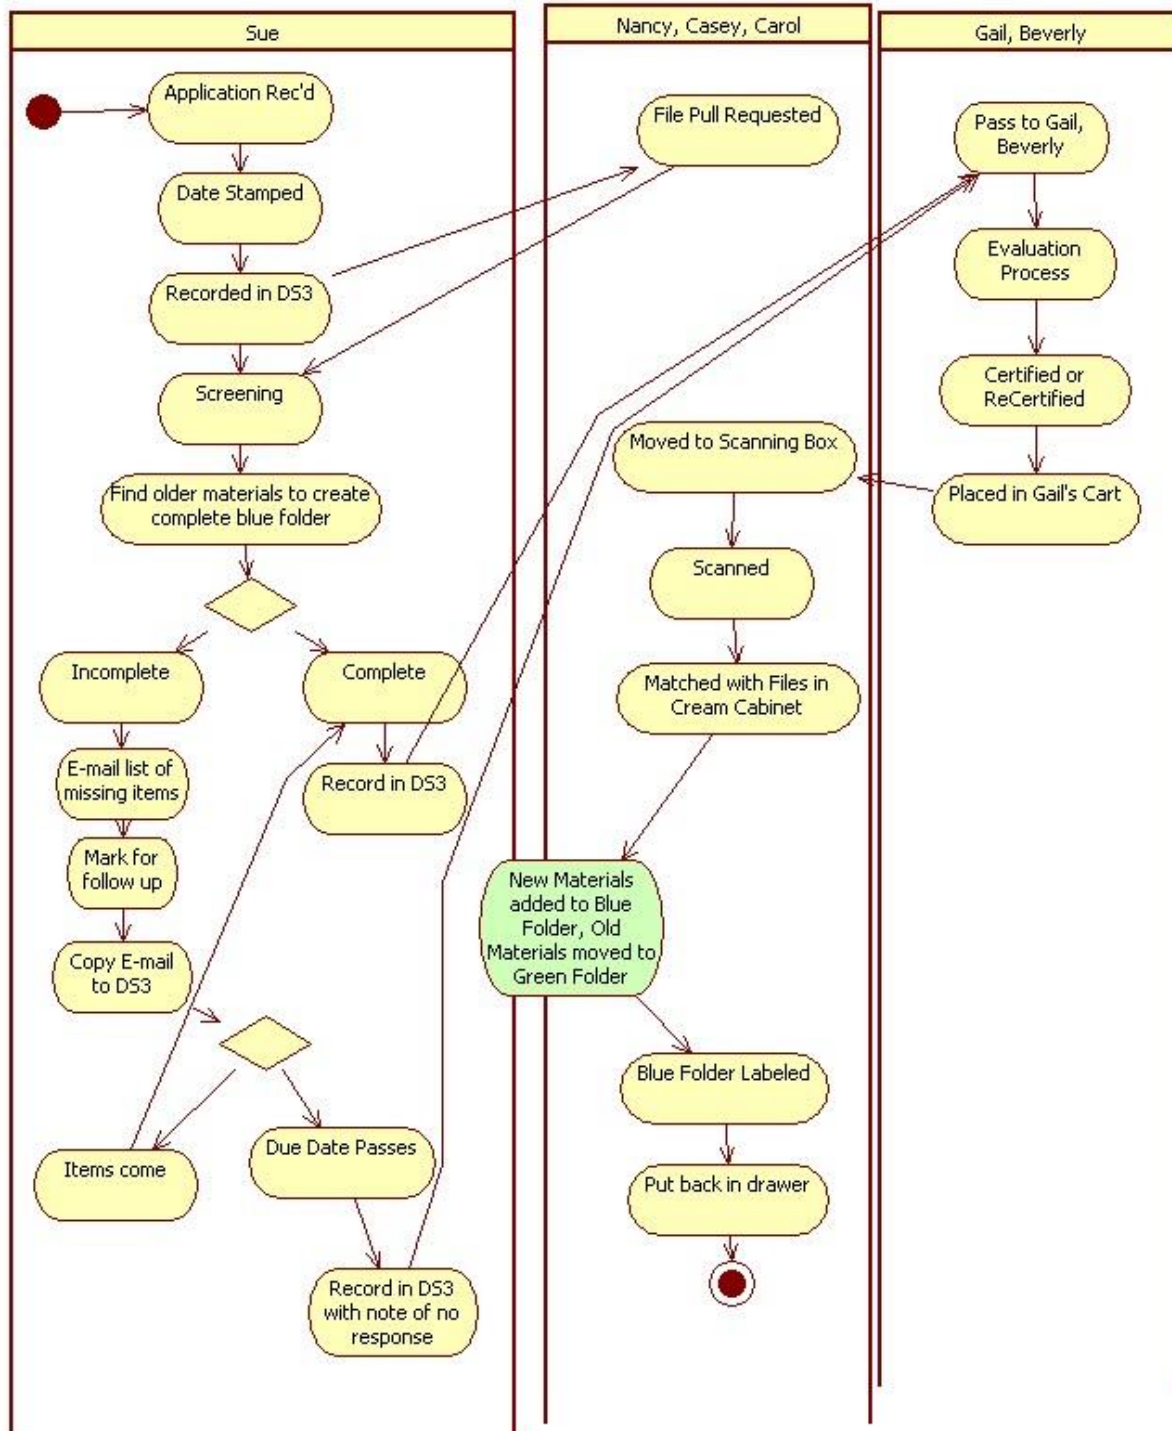 Sue
Nancy, Casey, Carol
Gail, Beverly
Application Rec'd
Date Stamped
Recorded in DS3
Screening
Find older materials to create
complete blue folder
Incomplete
Complete
E-mail list of
missing items
Record in DS3
Mark for
follow up
Copy E-mail
to DS3
Items come
Due Date Passes
Record in DS3
with note of no
response
File Pull Requested
Moved to Scanning Box
Scanned
Matched with Files in
Cream Cabinet
New Materials
added to Blue
Folder, Old
Materials moved to
Green Folder
Blue Folder Labeled
Put back in drawer
Pass to Gail,
Beverly
Evaluation
Process
Certified or
ReCertified
Placed in Gail's Cart